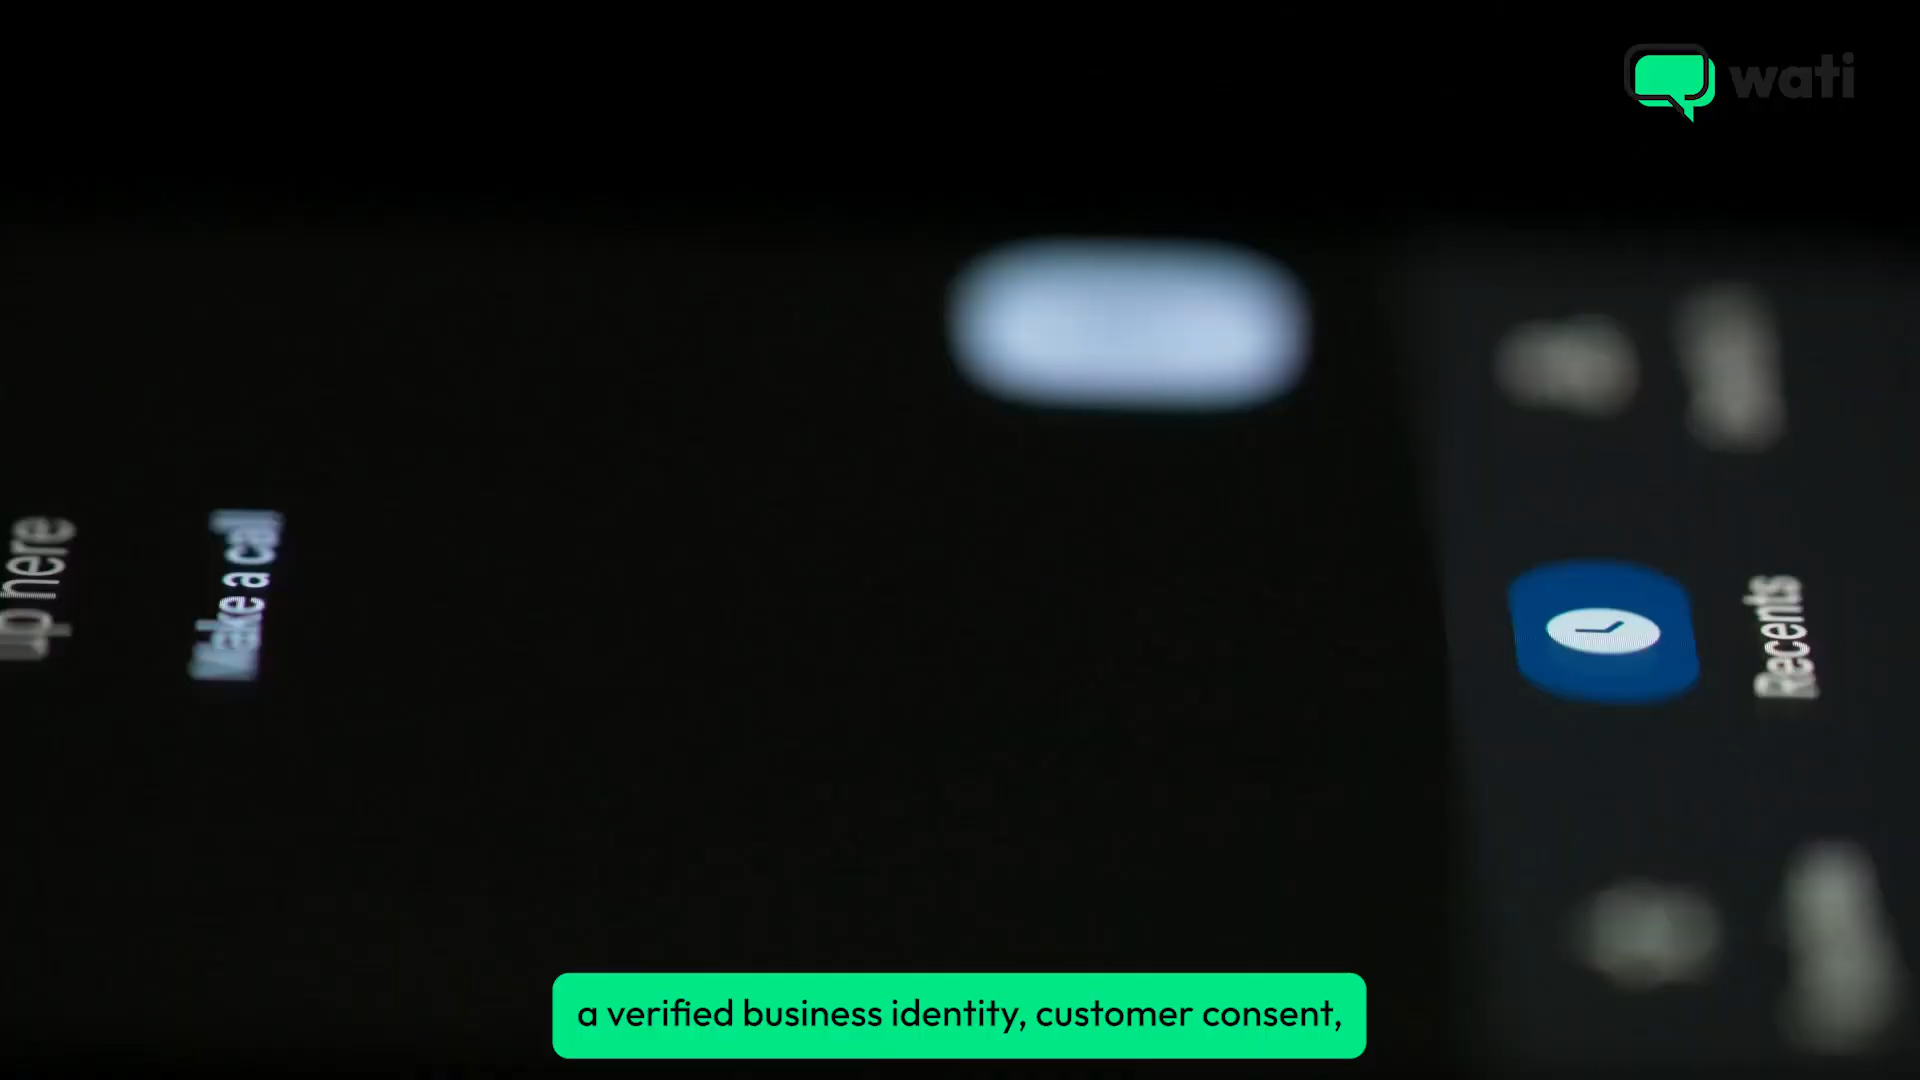 wati
up here
Make a call
Recents
a verified business identity, customer consent,